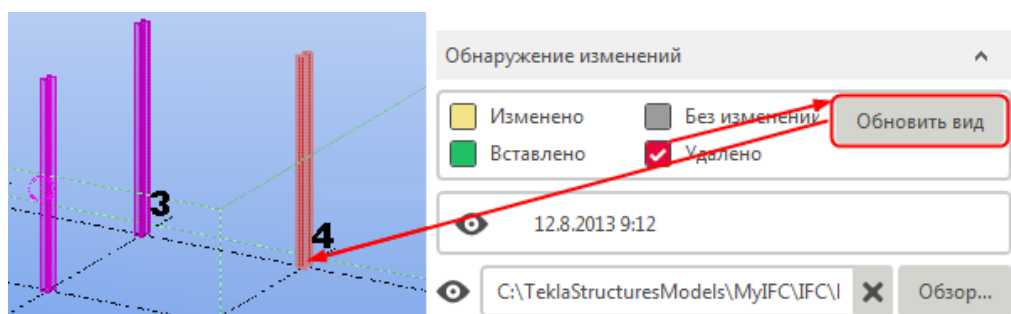 Обнаружение изменений
Изменено
Без изменений
Обновить вид
Вставлено
Удалено
3
4
12.8.2013 9:12
C:\TeklaStructuresModels\MyIFC\IFC\I
Обзор...